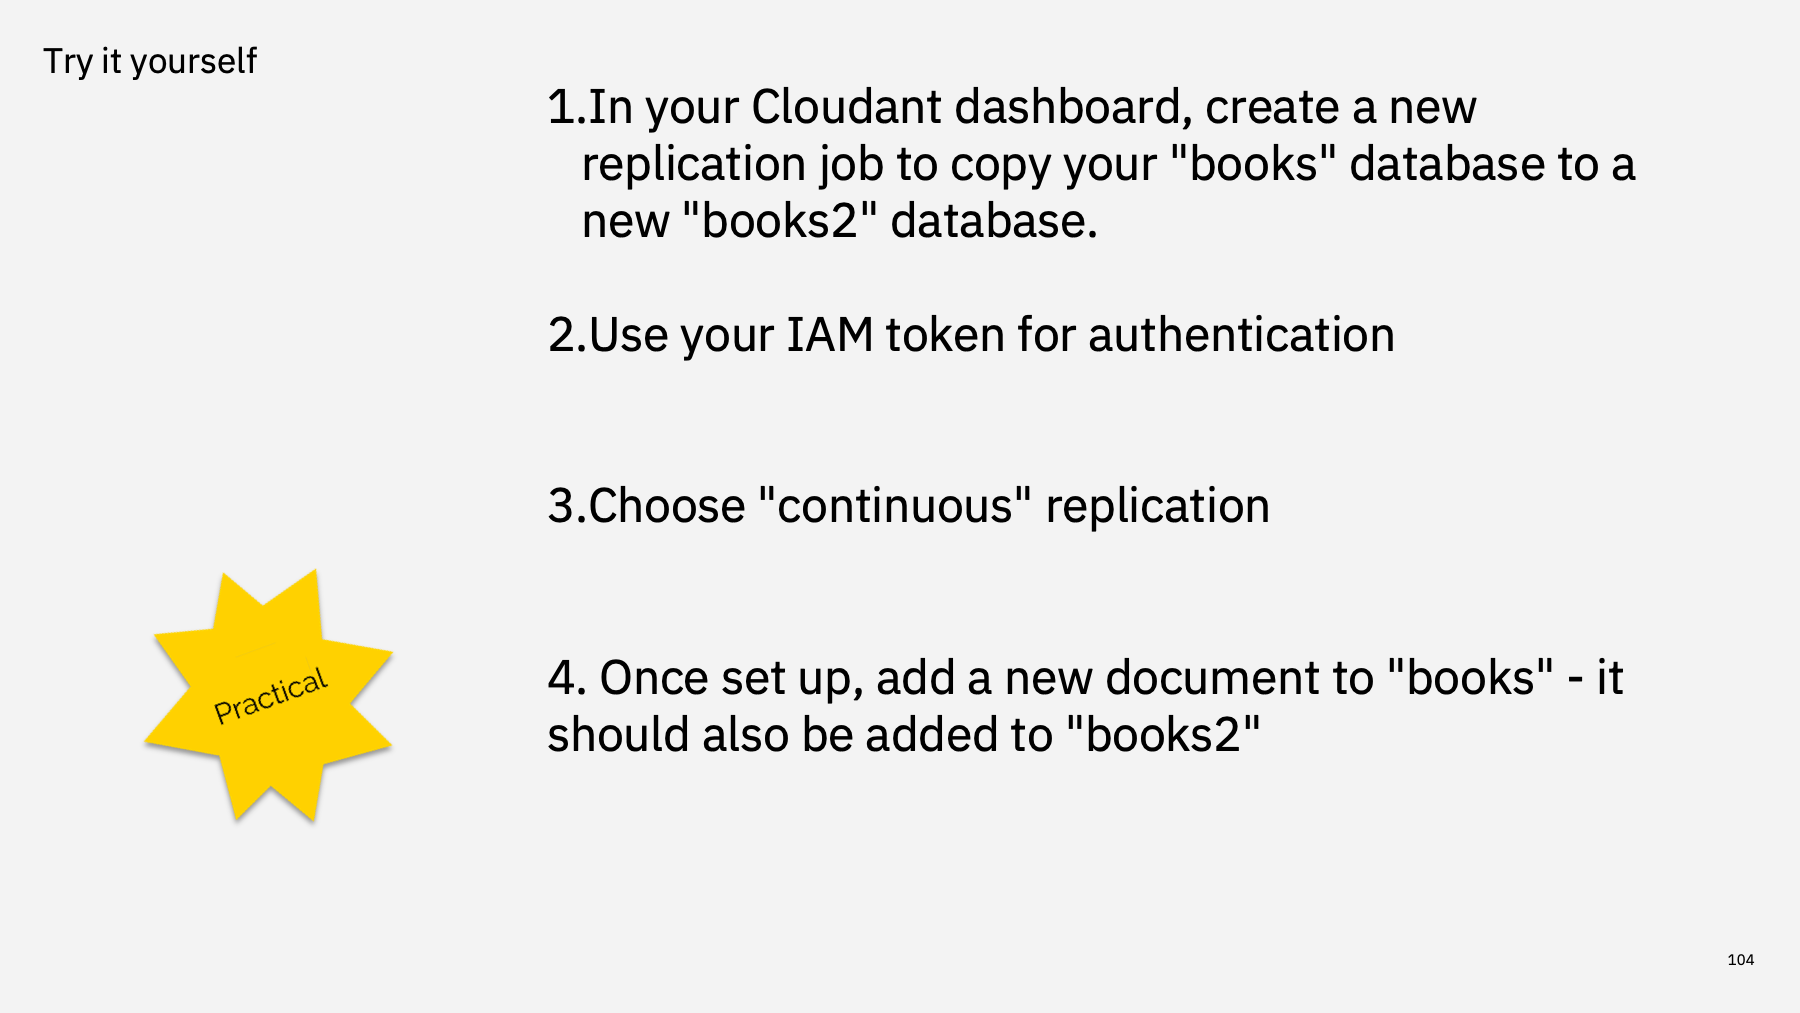 Try it yourself
1.In your Cloudant dashboard, create a new
replication job to copy your "books" database to a
new "books2" database.
2.Use your IAM token for authentication
3.Choose "continuous" replication
4. Once set up, add a new document to "books" - it
should also be added to "books2"
Practical
104